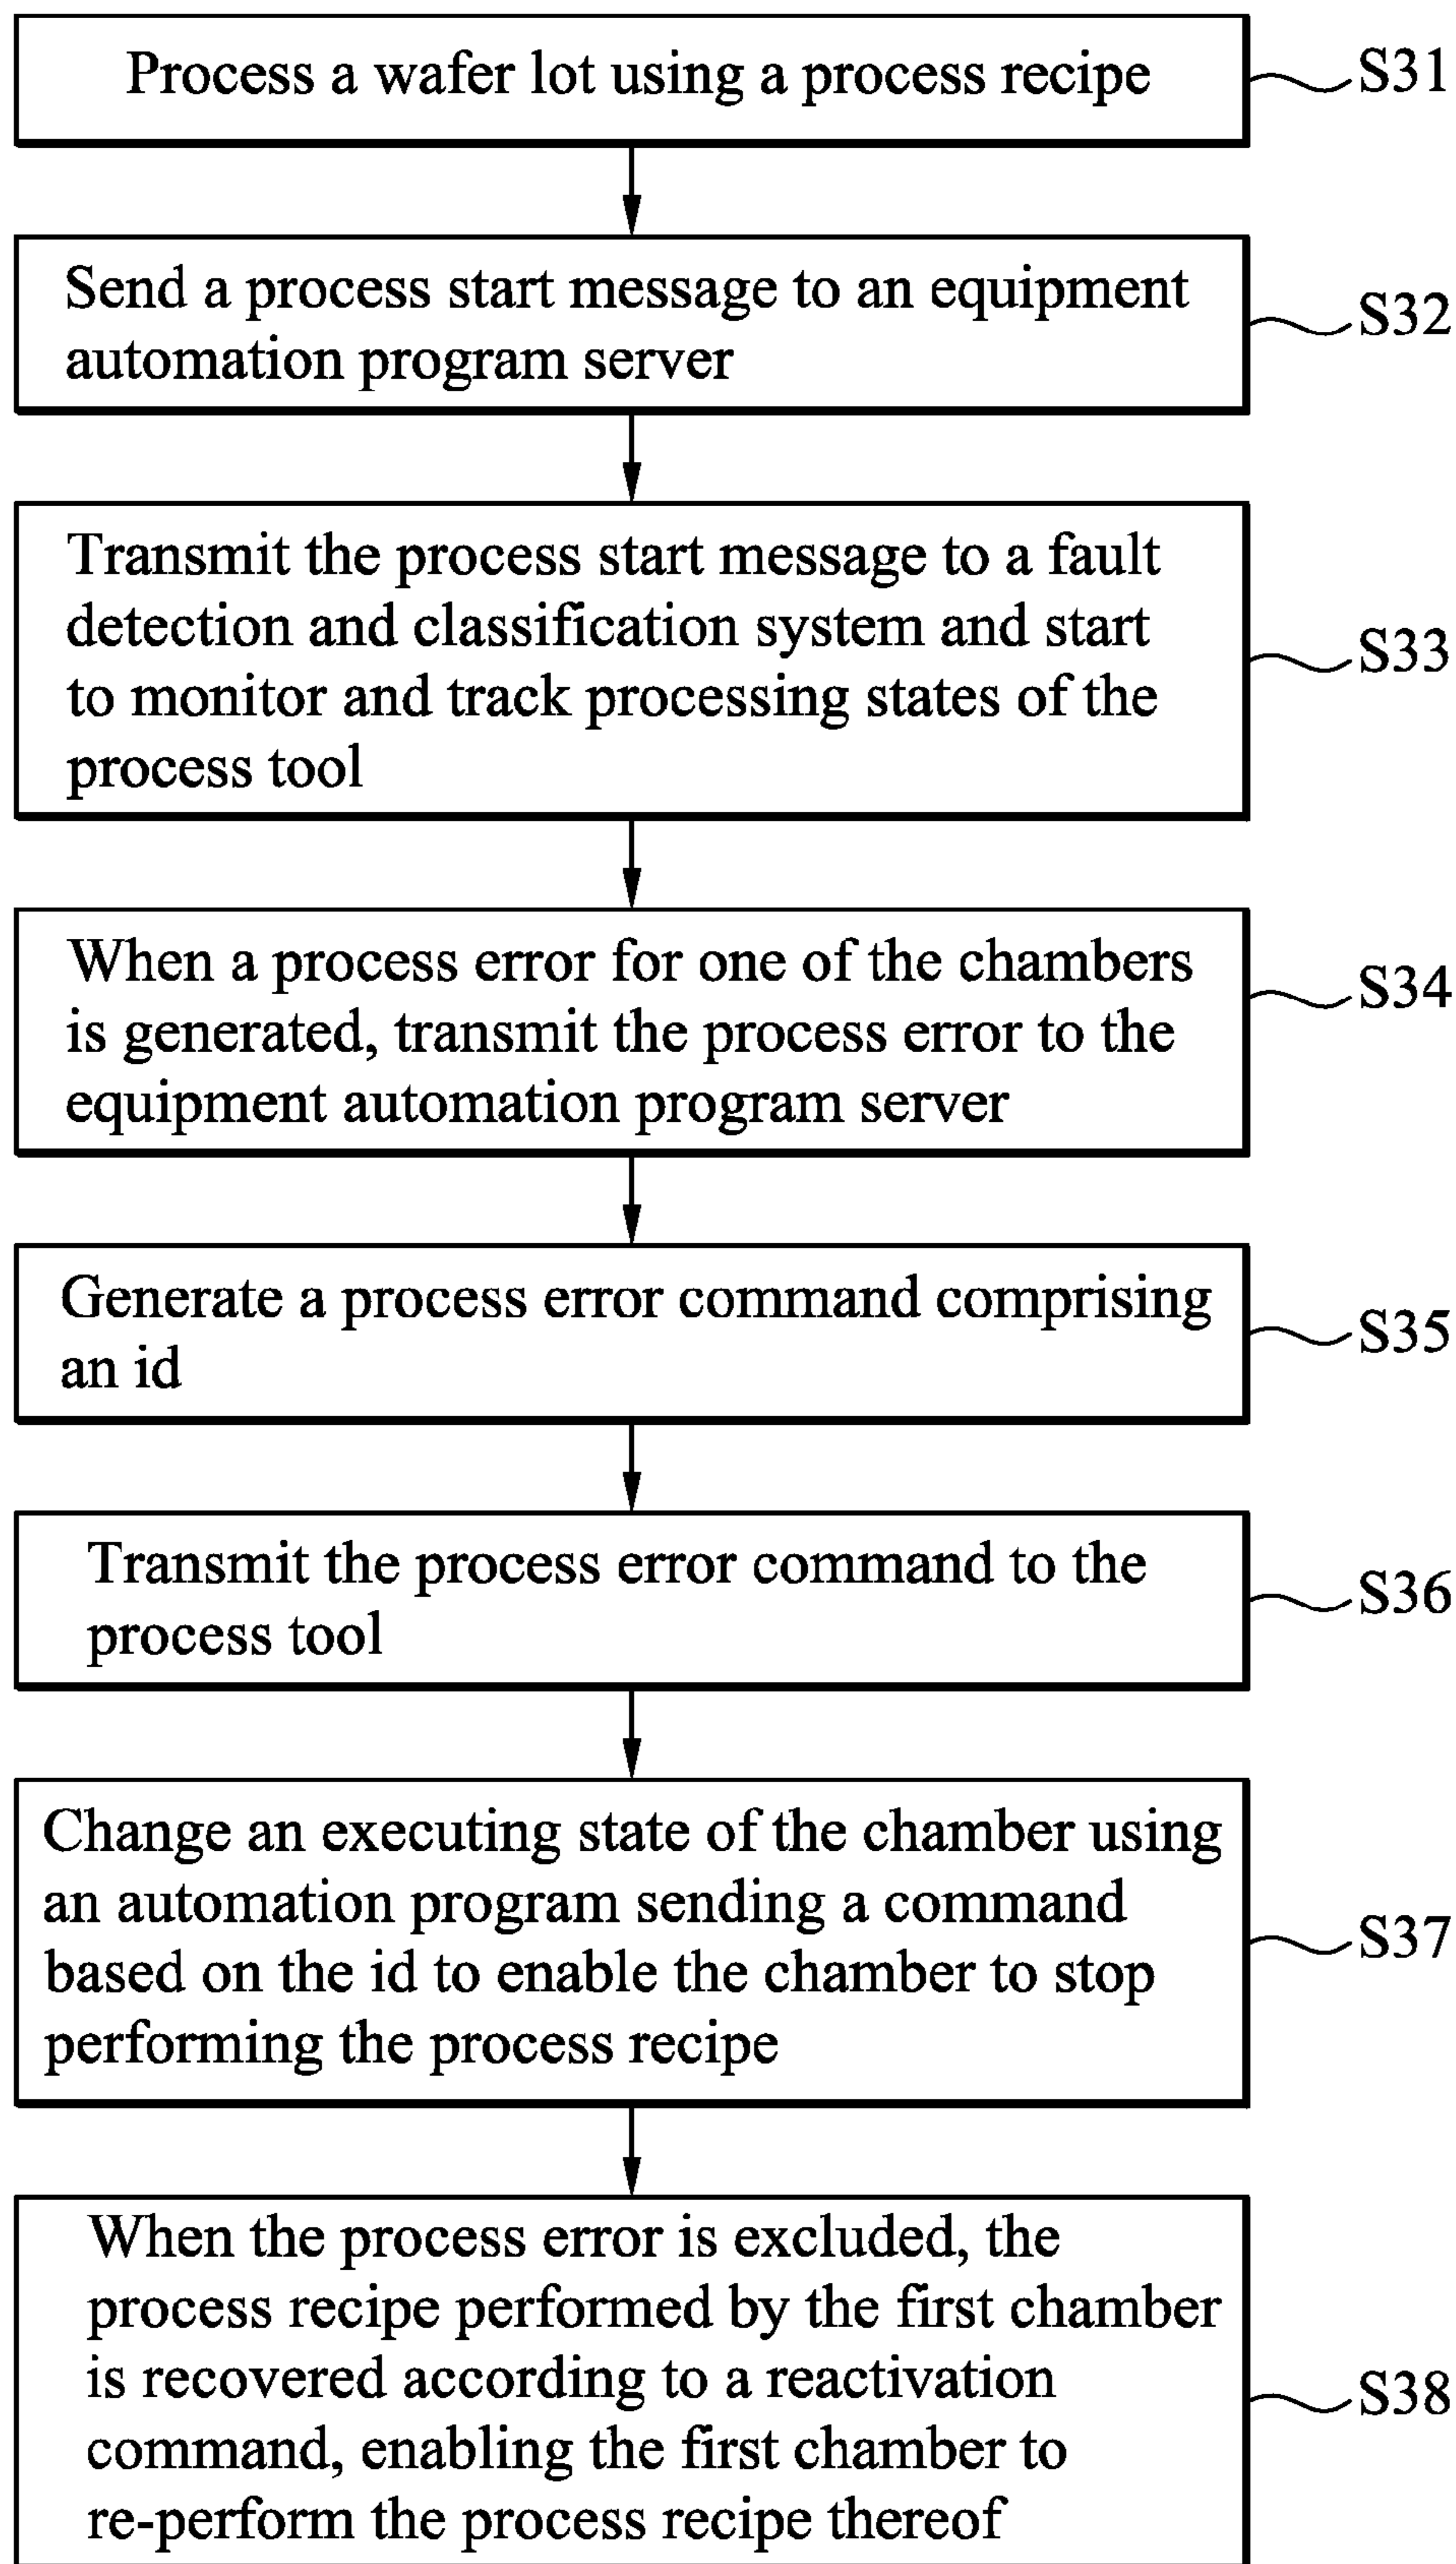 Process a wafer lot using a process recipe
S31
Send a process start message to an equipment
automation program server
S32
Transmit the process start message to a fault
detection and classification system and start
to monitor and track processing states of the
process tool
S33
When a process error for one of the chambers
is generated, transmit the process error to the
equipment automation program server
S34
Generate a process error command comprising
an id
S35
Transmit the process error command to the
process tool
S36
Change an executing state of the chamber using
an automation program sending a command
based on the id to enable the chamber to stop
performing the process recipe
S37
When the process error is excluded, the
process recipe performed by the first chamber
is recovered according to a reactivation
command, enabling the first chamber to
re-perform the process recipe thereof
S38